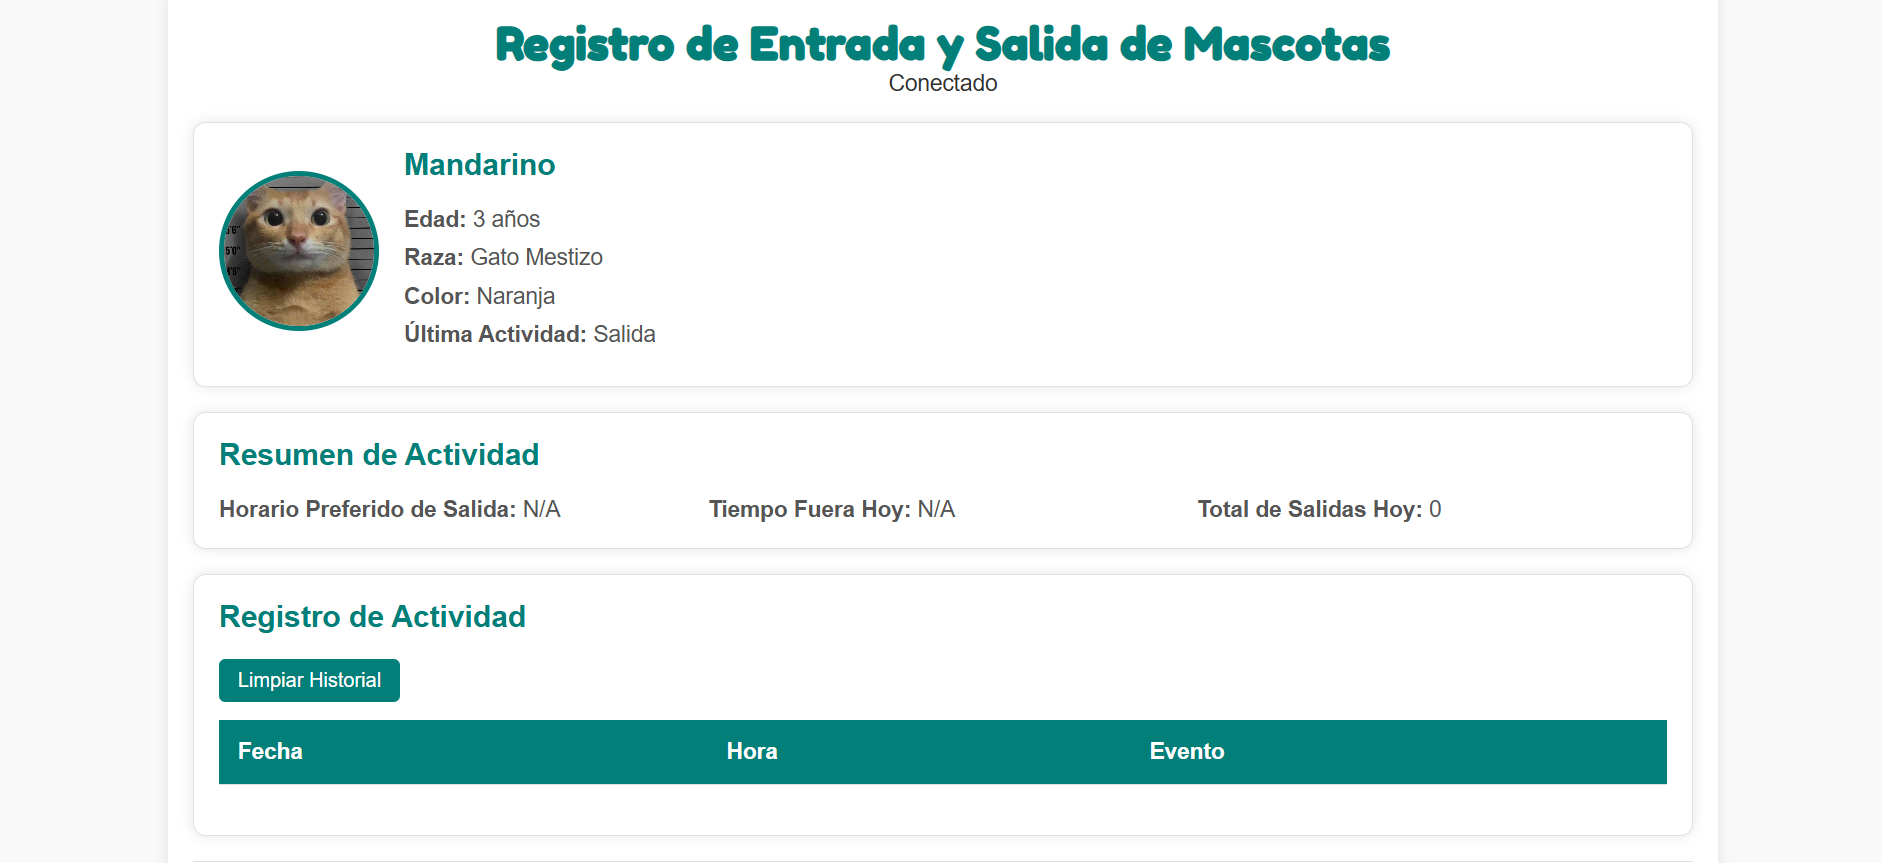 Registro de Entrada y Salida de Mascotas
Conectado
Mandarino
Edad: 3 años
Raza: Gato Mestizo
Color: Naranja
Última Actividad: Salida
5'0"
Resumen de Actividad
Horario Preferido de Salida: N/A
Tiempo Fuera Hoy: N/A
Total de Salidas Hoy: 0
Registro de Actividad
Limpiar Historial
Fecha
Hora
Evento